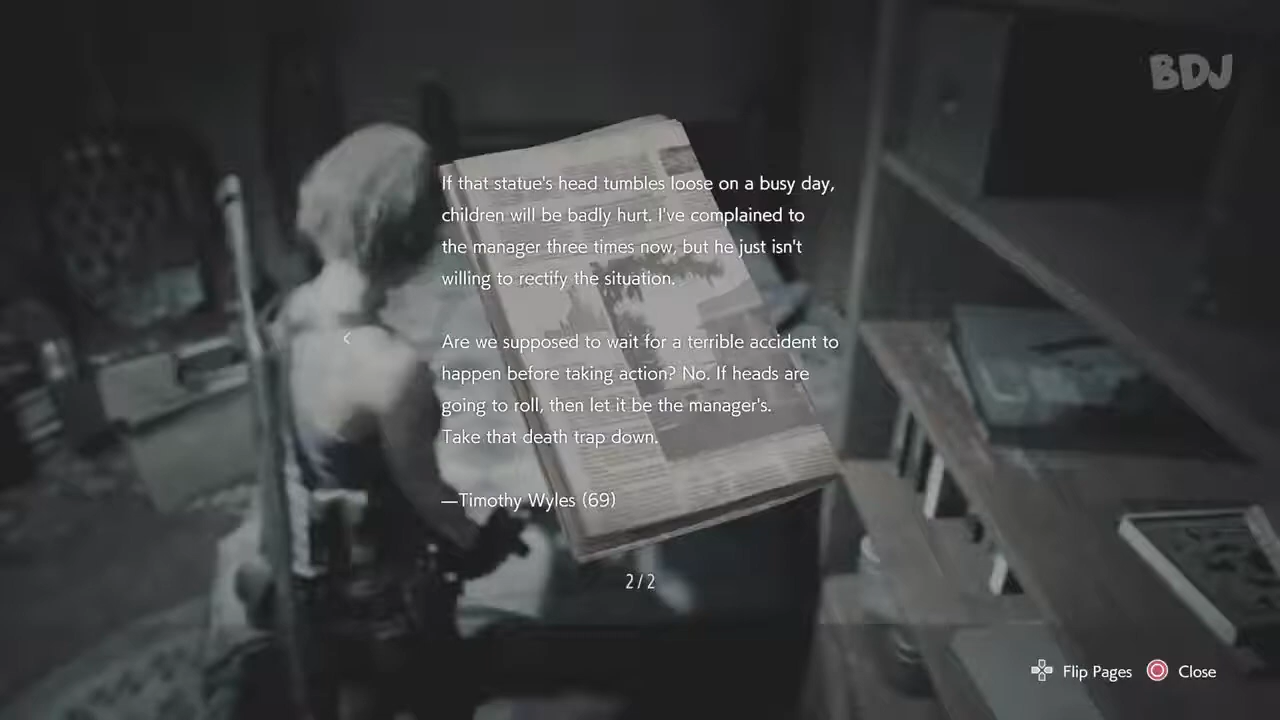 BDJ
If that statue's head tumbles loose on a busy day,
children will be badly hurt. I've complained to
the manager three times now, but he just isn't
willing to rectify the situation.
Are we supposed to wait for a terrible accident to
happen before taking action? No. If heads are
going to roll, then let it be the manager's.
Take that death trap down.
—Timothy Wyles (69)
2/2
Flip Pages Close